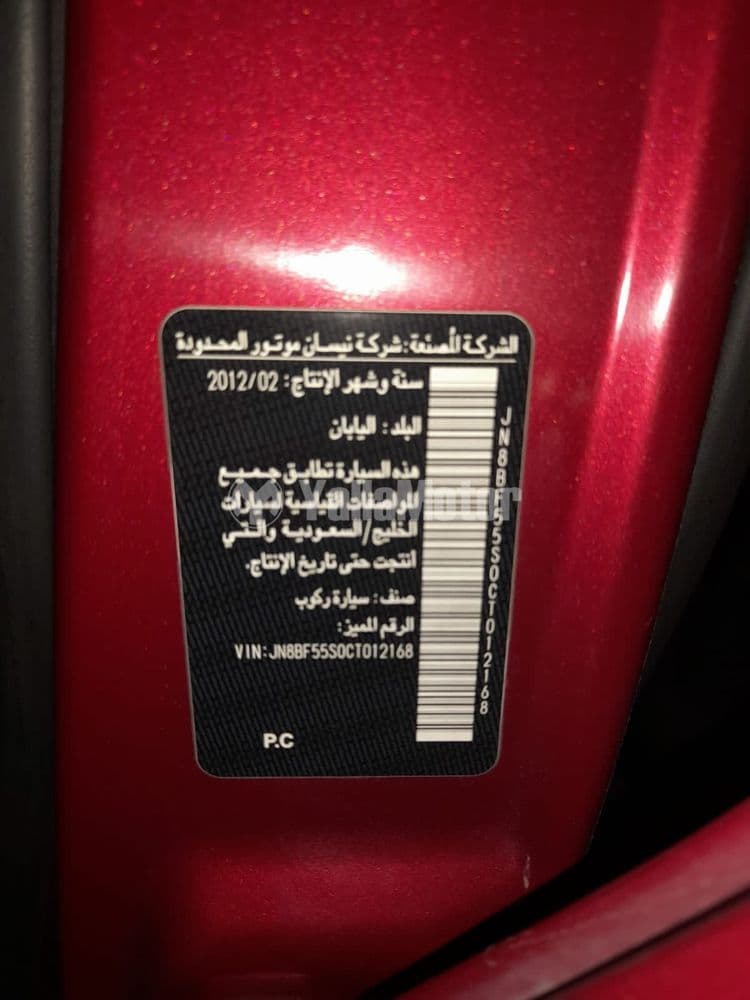 الشركة المصنعة: شركة نيسان موتور المحدودة
سنة وشهر الإنتاج: 2012/02
البلد: اليابان
هذه السيارة تطابق جميع
المواصفات القياسية لسيارات
الخليج/السعودية والتي
أنتجت حتى تاريخ الإنتاج.
صنف: سيارة ركوب
الرقم المميز:
VIN:JN8BF55S0CT012168
P.C
JN8BF55S0CT012168
YallaMotor